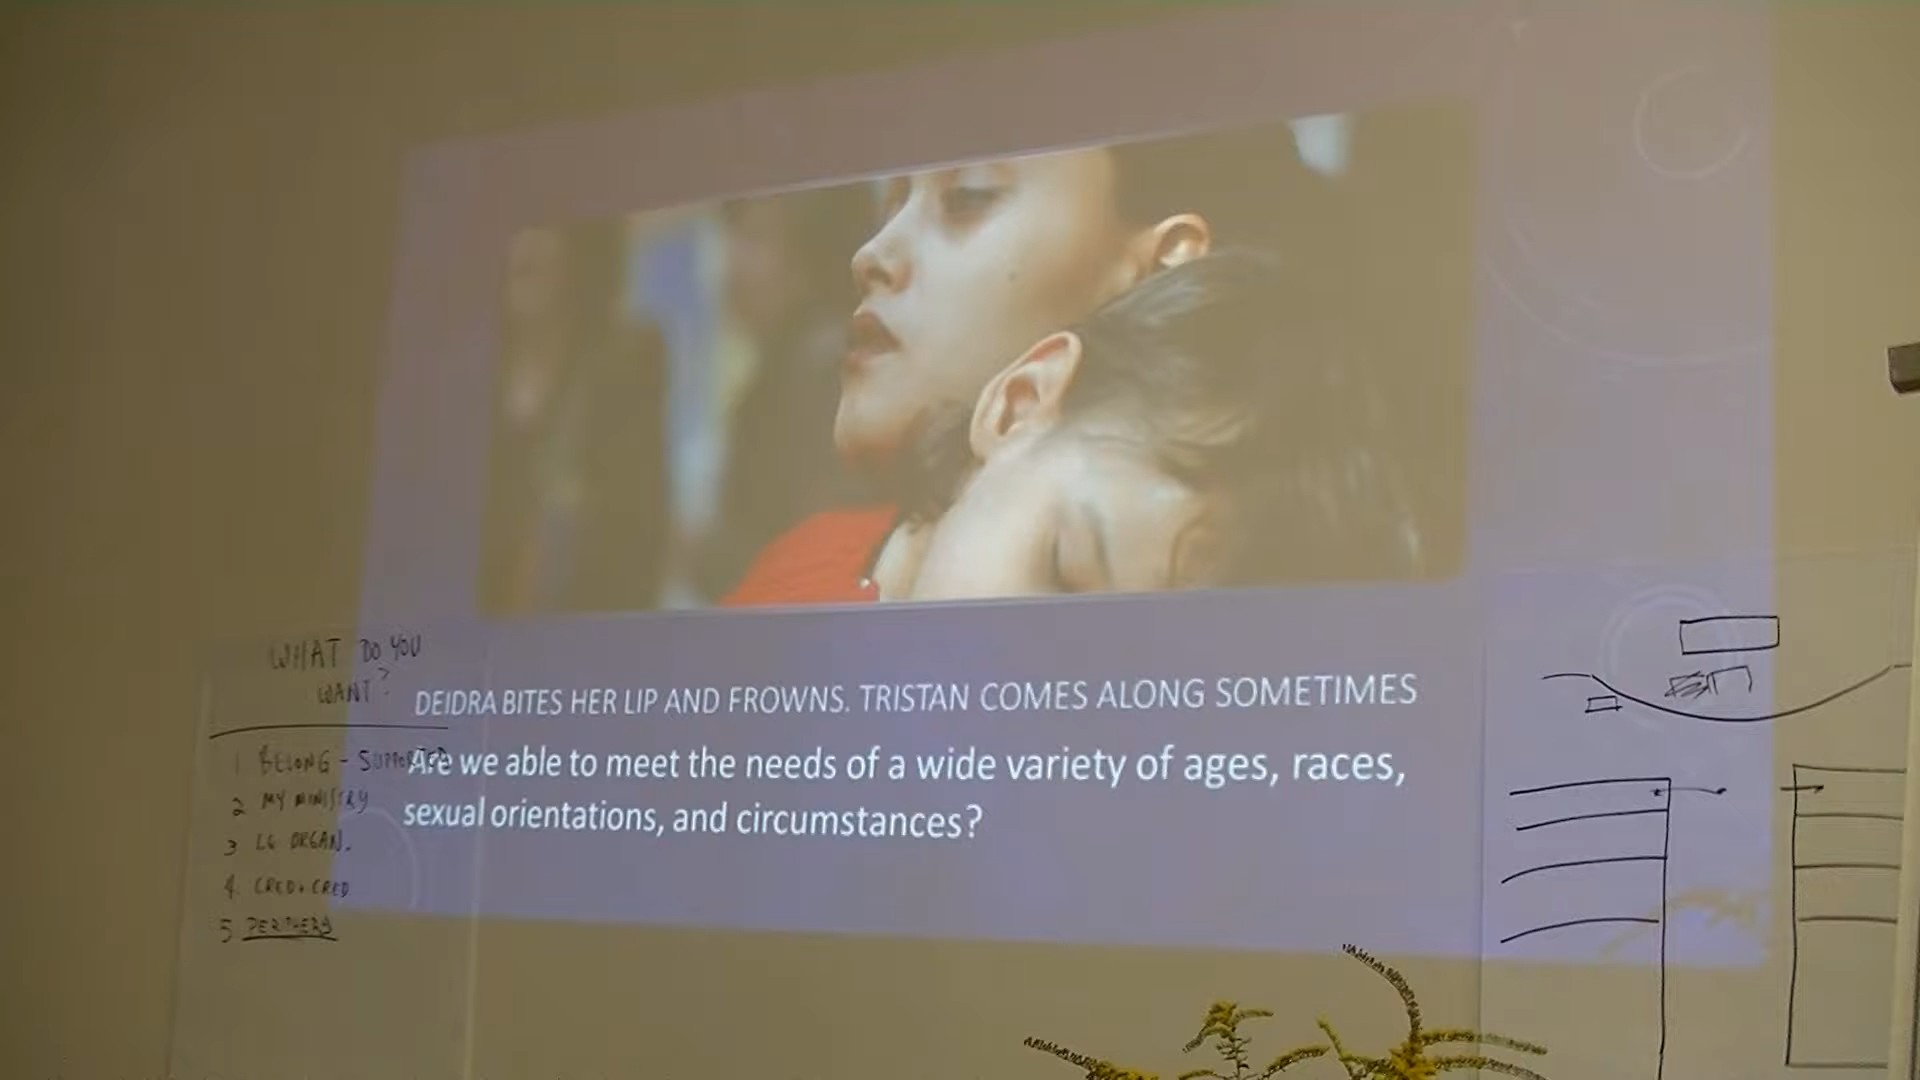 DEIDRA BITES HER LIP AND FROWNS. TRISTAN COMES ALONG SOMETIMES
Are we able to meet the needs of a wide variety of ages, races,
sexual orientations, and circumstances?
WHAT DO YOU
WANT?
1 BELONG - SUPPORTED
2 MY MINISTRY
3 LG ORGAN.
4. CRED + CRED
5 PERIPHERY